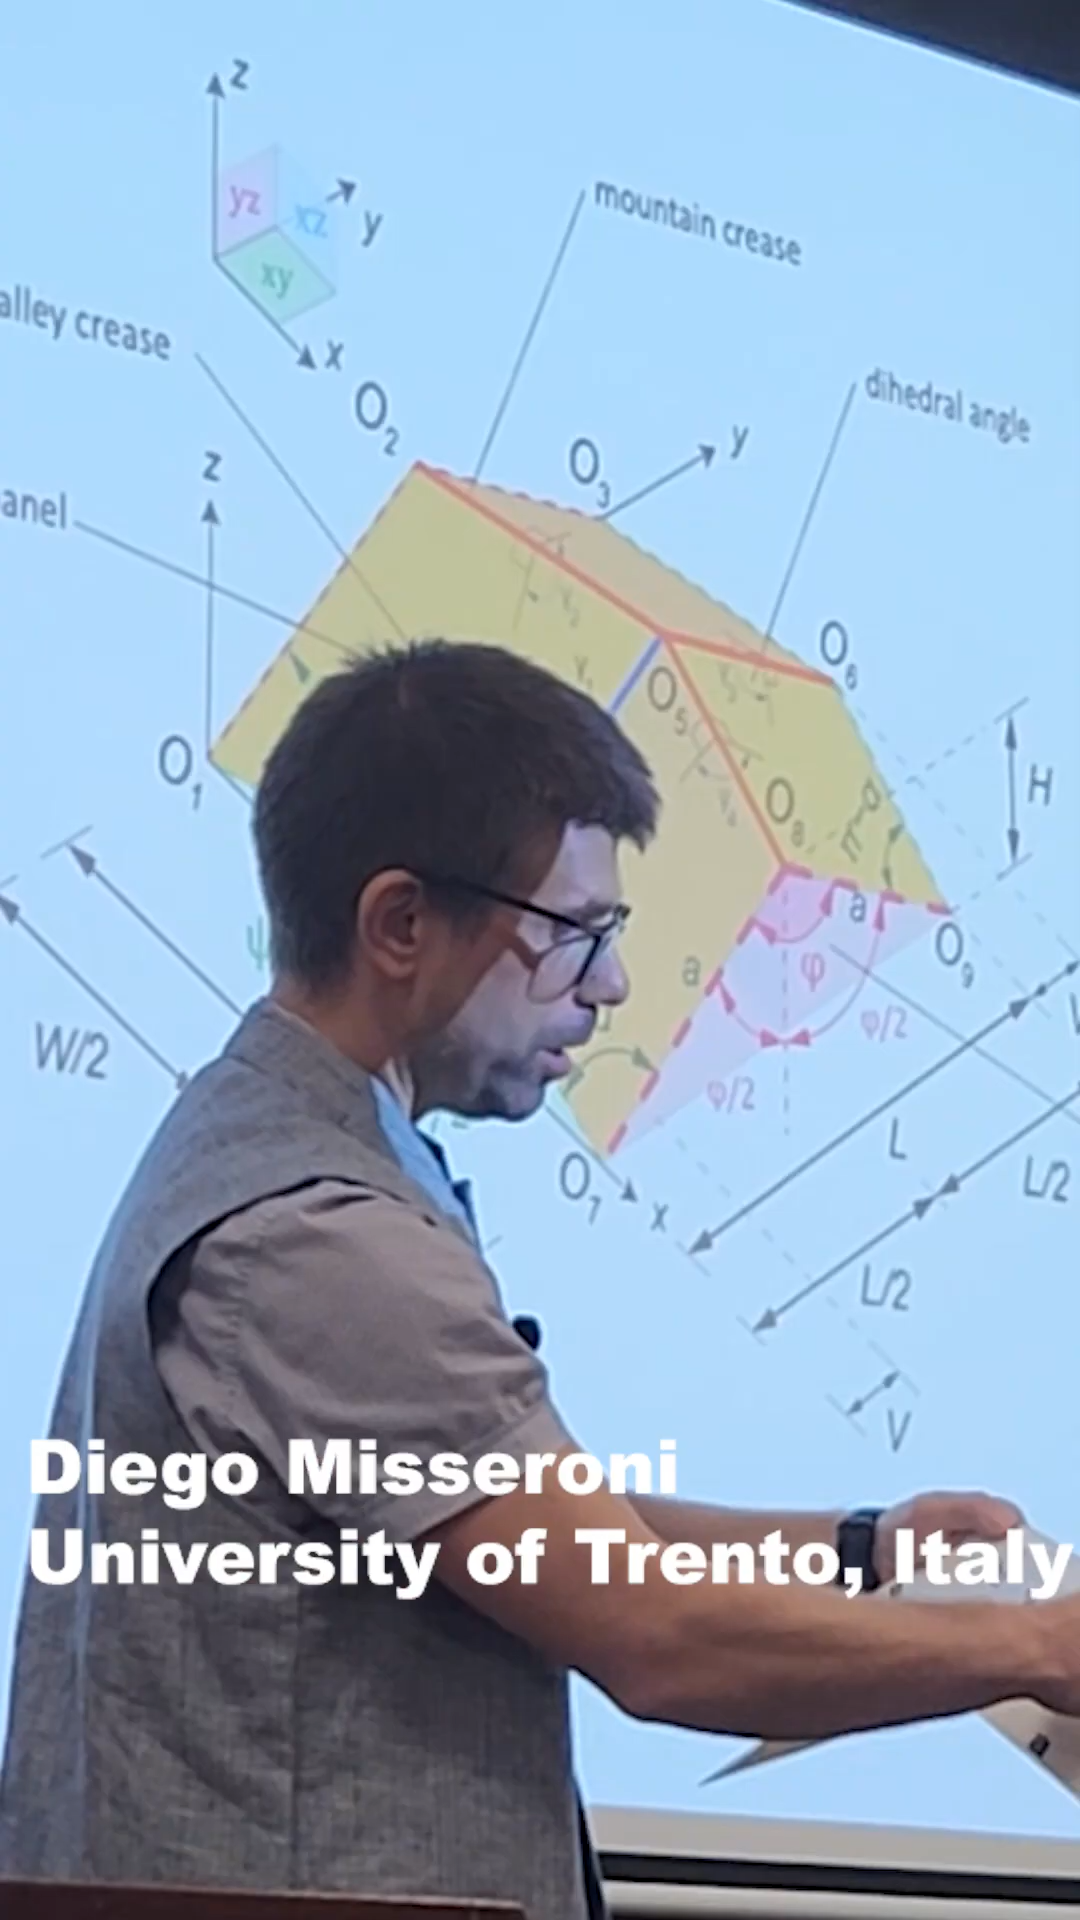 z
yz
xz
y
xy
x
mountain crease
alley crease
dihedral angle
O2
O3
y
z
anel
O6
O5
O1
O8
H
π-α
a
O9
a
φ
φ/2
φ/2
W/2
ψ
L
L/2
O7
x
L/2
V
Diego Misseroni
University of Trento, Italy